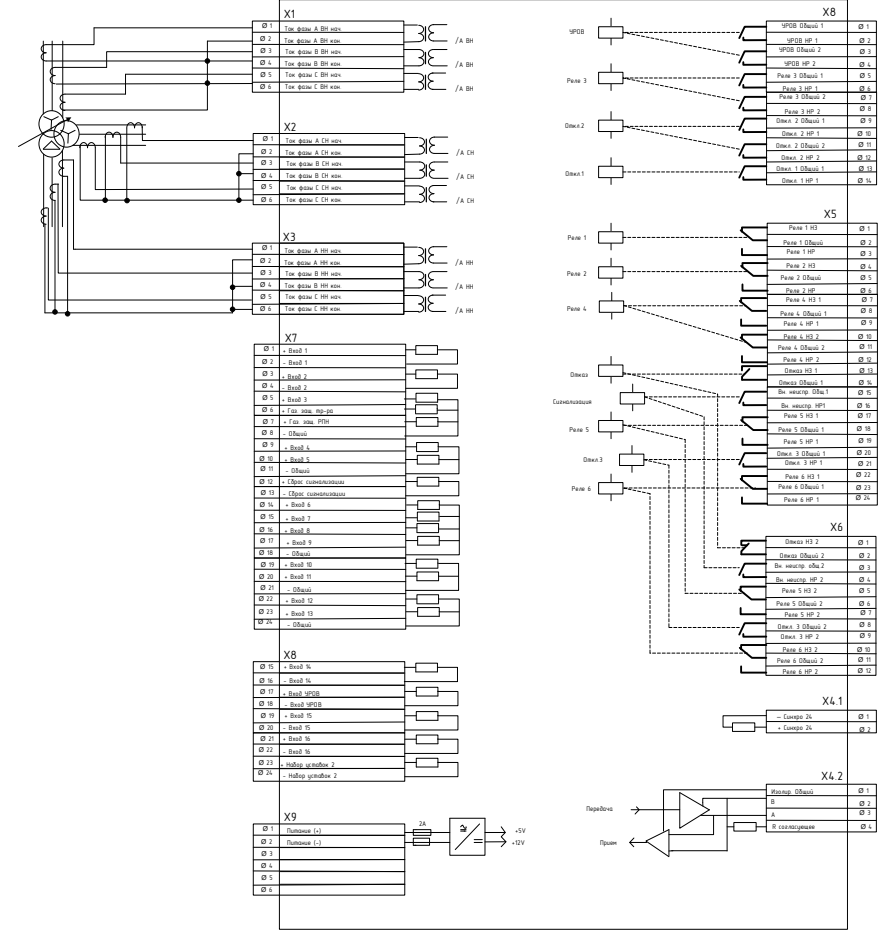 X1
Ø 1 Ток фазы А ВН нач.
Ø 2 Ток фазы А ВН кон.
Ø 3 Ток фазы В ВН нач.
Ø 4 Ток фазы В ВН кон.
Ø 5 Ток фазы С ВН нач.
Ø 6 Ток фазы С ВН кон.
IА ВН
IА ВН
IА ВН
X2
Ø 1 Ток фазы А СН нач.
Ø 2 Ток фазы А СН кон.
Ø 3 Ток фазы В СН нач.
Ø 4 Ток фазы В СН кон.
Ø 5 Ток фазы С СН нач.
Ø 6 Ток фазы С СН кон.
IА СН
IА СН
IА СН
X3
Ø 1 Ток фазы А НН нач.
Ø 2 Ток фазы А НН кон.
Ø 3 Ток фазы В НН нач.
Ø 4 Ток фазы В НН кон.
Ø 5 Ток фазы С НН нач.
Ø 6 Ток фазы С НН кон.
IА НН
IА НН
IА НН
X7
Ø 1 + Вход 1
Ø 2 - Вход 1
Ø 3 + Вход 2
Ø 4 - Вход 2
Ø 5 + Вход 3
Ø 6 + Газ. защ. тр-ра
Ø 7 + Газ. защ. РПН
Ø 8 - Общий
Ø 9 + Вход 4
Ø 10 + Вход 5
Ø 11 - Общий
Ø 12 + Сброс сигнализации
Ø 13 - Сброс сигнализации
Ø 14 + Вход 6
Ø 15 + Вход 7
Ø 16 + Вход 8
Ø 17 + Вход 9
Ø 18 - Общий
Ø 19 + Вход 10
Ø 20 + Вход 11
Ø 21 - Общий
Ø 22 + Вход 12
Ø 23 + Вход 13
Ø 24 - Общий
X8
Ø 15 + Вход 14
Ø 16 - Вход 14
Ø 17 + Вход УРОВ
Ø 18 - Вход УРОВ
Ø 19 + Вход 15
Ø 20 - Вход 15
Ø 21 + Вход 16
Ø 22 - Вход 16
Ø 23 + Набор уставок 2
Ø 24 - Набор уставок 2
X9
Ø 1 Питание (+)
Ø 2 Питание (-)
Ø 3
Ø 4
Ø 5
Ø 6
2А
+5V
+12V
X8
УРОВ
Реле 3
Откл.2
Откл.1
УРОВ Общий 1 Ø 1
УРОВ НР 1 Ø 2
УРОВ Общий 2 Ø 3
УРОВ НР 2 Ø 4
Реле 3 Общий 1 Ø 5
Реле 3 НР 1 Ø 6
Реле 3 Общий 2 Ø 7
Реле 3 НР 2 Ø 8
Откл. 2 Общий 1 Ø 9
Откл. 2 НР 1 Ø 10
Откл. 2 Общий 2 Ø 11
Откл. 2 НР 2 Ø 12
Откл. 1 Общий 1 Ø 13
Откл. 1 НР 1 Ø 14
X5
Реле 1
Реле 2
Реле 4
Отказ
Сигнализация
Реле 5
Откл.3
Реле 6
Реле 1 НЗ Ø 1
Реле 1 Общий Ø 2
Реле 1 НР Ø 3
Реле 2 НЗ Ø 4
Реле 2 Общий Ø 5
Реле 2 НР Ø 6
Реле 4 НЗ 1 Ø 7
Реле 4 Общий 1 Ø 8
Реле 4 НР 1 Ø 9
Реле 4 НЗ 2 Ø 10
Реле 4 Общий 2 Ø 11
Реле 4 НР 2 Ø 12
Отказ НЗ 1 Ø 13
Отказ Общий 1 Ø 14
Вн. неиспр. Общ.1 Ø 15
Вн. неиспр. НР1 Ø 16
Реле 5 НЗ 1 Ø 17
Реле 5 Общий 1 Ø 18
Реле 5 НР 1 Ø 19
Откл. 3 Общий 1 Ø 20
Откл. 3 НР 1 Ø 21
Реле 6 НЗ 1 Ø 22
Реле 6 Общий 1 Ø 23
Реле 6 НР 1 Ø 24
X6
Отказ НЗ 2 Ø 1
Отказ Общий 2 Ø 2
Вн. неиспр. общ.2 Ø 3
Вн. неиспр. НР 2 Ø 4
Реле 5 НЗ 2 Ø 5
Реле 5 Общий 2 Ø 6
Реле 5 НР 2 Ø 7
Откл. 3 Общий 2 Ø 8
Откл. 3 НР 2 Ø 9
Реле 6 НЗ 2 Ø 10
Реле 6 Общий 2 Ø 11
Реле 6 НР 2 Ø 12
X4.1
- Синхро 24 Ø 1
+ Синхро 24 Ø 2
X4.2
Передача
Прием
Изолир. Общий Ø 1
B Ø 2
A Ø 3
R согласующее Ø 4